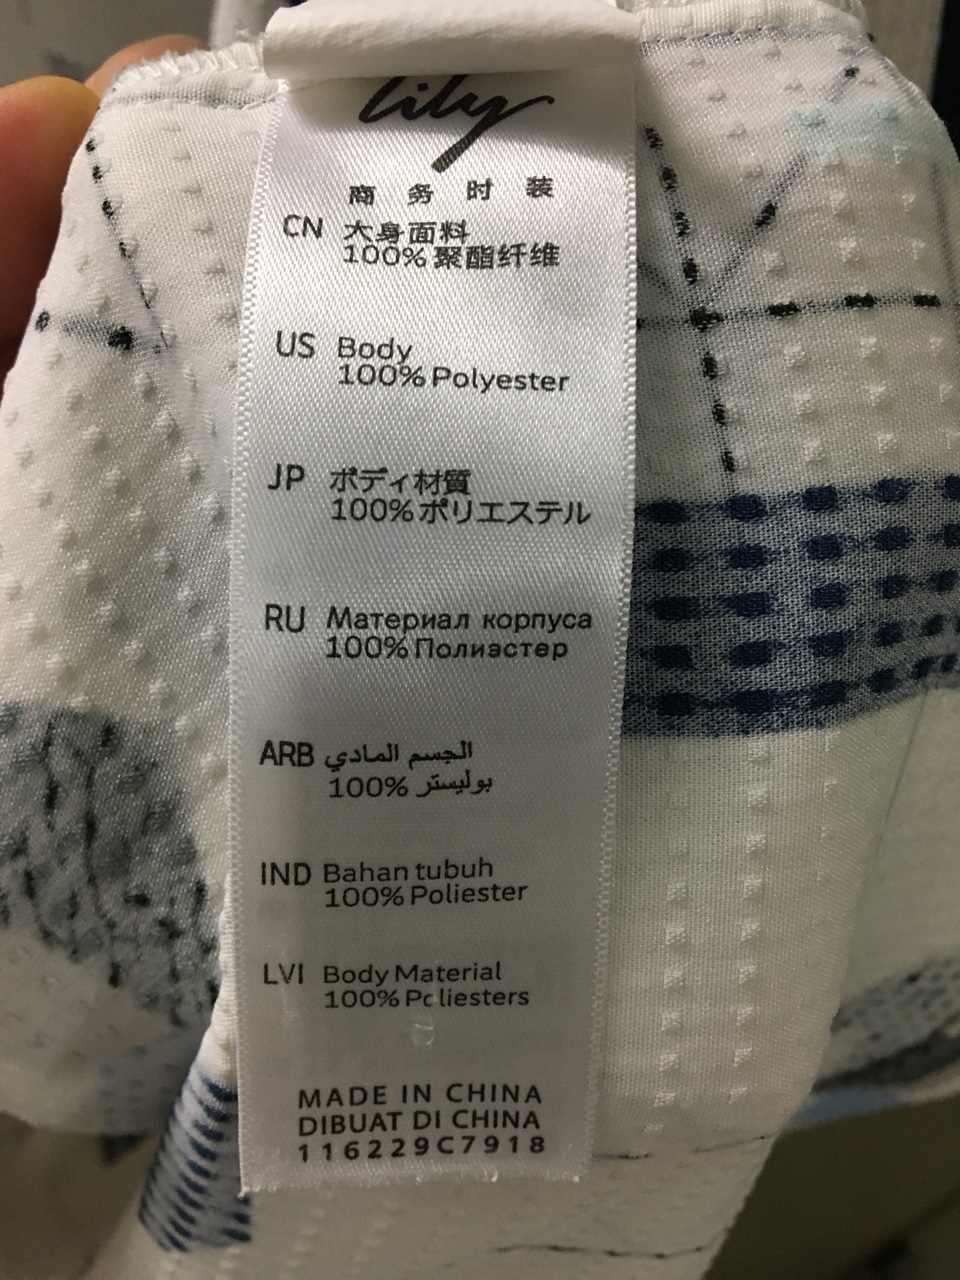 lily
商务时装
CN 大身面料
100%聚酯纤维
US Body
100% Polyester
JP ボディ材質
100%ポリエステル
RU Материал корпуса
100%Полиэстер
ARB الجسم المادي
100% بوليستر
IND Bahan tubuh
100% Poliester
LVI Body Material
100% Poliesters
MADE IN CHINA
DIBUAT DI CHINA
116229C7918